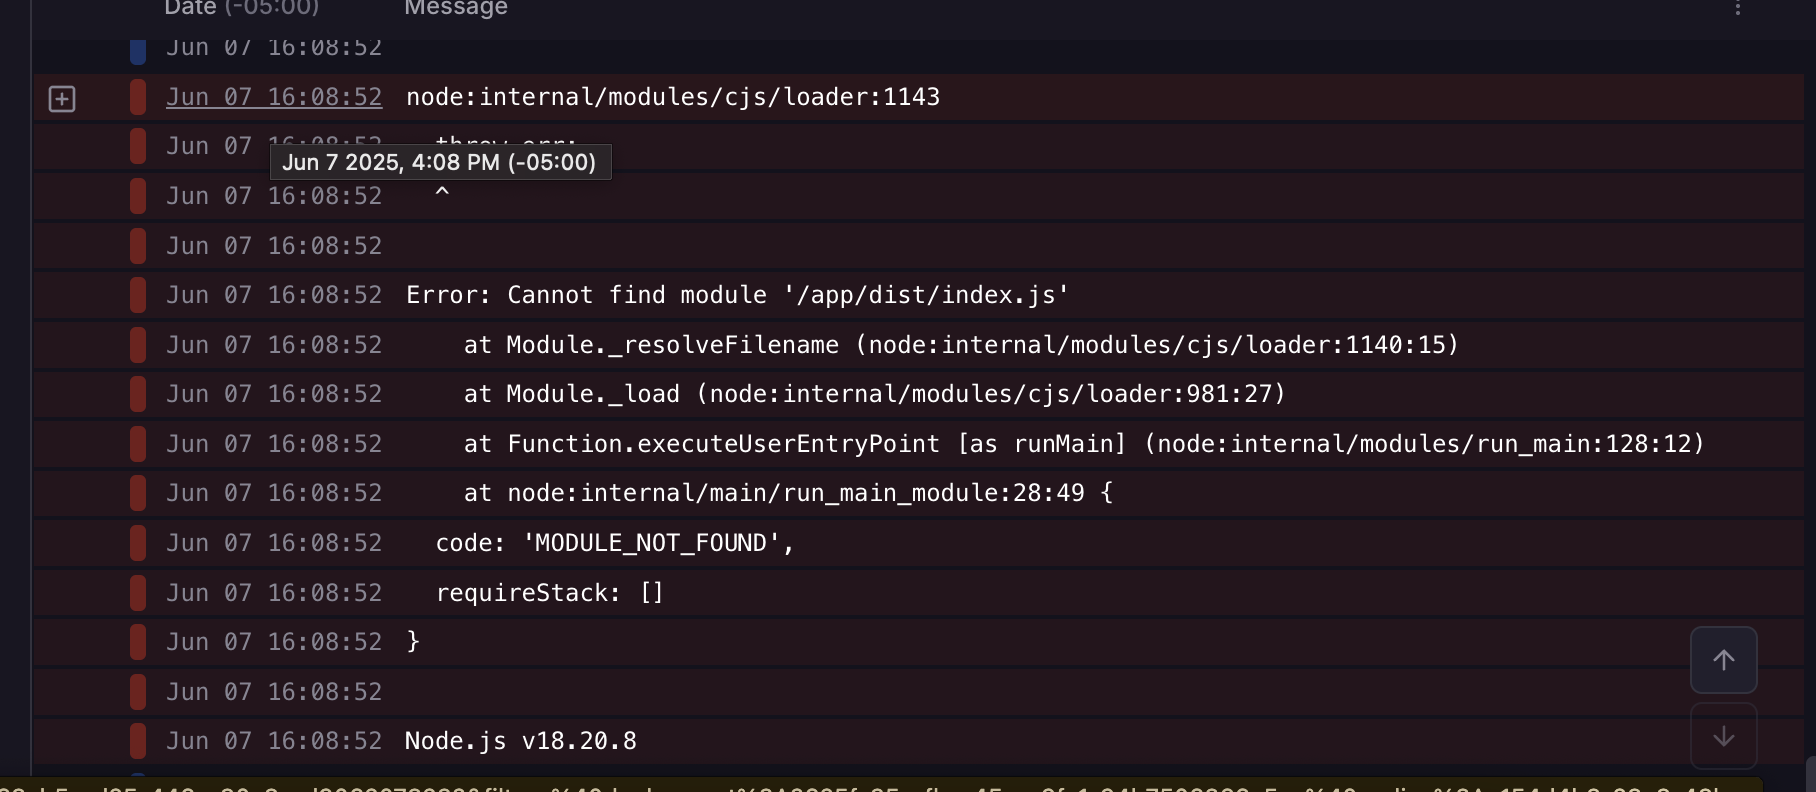 Date (-05:00) Message
Jun 07 16:08:52
Jun 07 16:08:52 node:internal/modules/cjs/loader:1143
Jun 07 16:08:52 throw err;
Jun 7 2025, 4:08 PM (-05:00)
Jun 07 16:08:52 ^
Jun 07 16:08:52
Jun 07 16:08:52 Error: Cannot find module '/app/dist/index.js'
Jun 07 16:08:52 at Module._resolveFilename (node:internal/modules/cjs/loader:1140:15)
Jun 07 16:08:52 at Module._load (node:internal/modules/cjs/loader:981:27)
Jun 07 16:08:52 at Function.executeUserEntryPoint [as runMain] (node:internal/modules/run_main:128:12)
Jun 07 16:08:52 at node:internal/main/run_main_module:28:49 {
Jun 07 16:08:52 code: 'MODULE_NOT_FOUND',
Jun 07 16:08:52 requireStack: []
Jun 07 16:08:52 }
Jun 07 16:08:52
Jun 07 16:08:52 Node.js v18.20.8